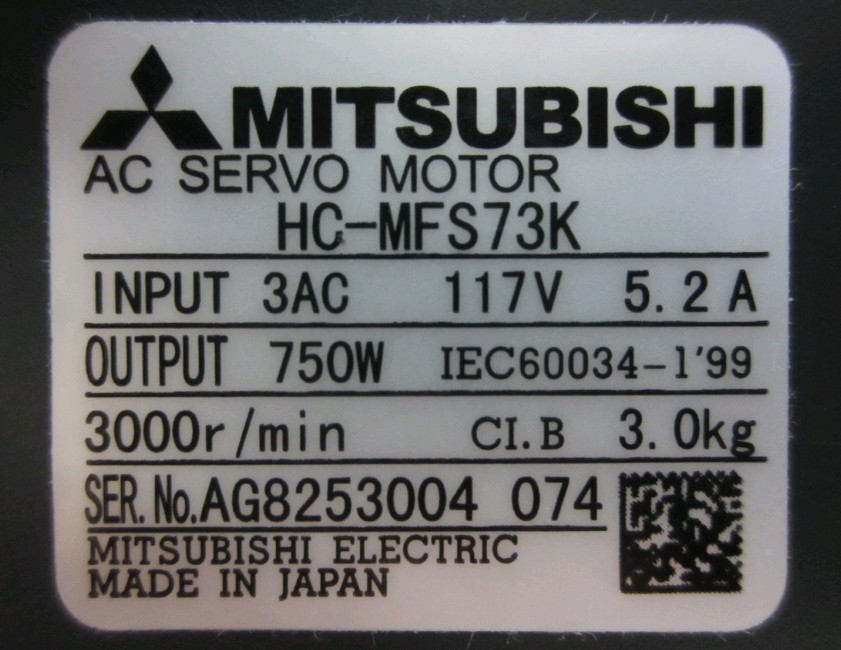 MITSUBISHI
AC SERVO MOTOR
HC-MFS73K
INPUT 3AC 117V 5.2A
OUTPUT 750W IEC60034-1'99
3000r/min CI.B 3.0kg
SER.No.AG8253004 074
MITSUBISHI ELECTRIC
MADE IN JAPAN